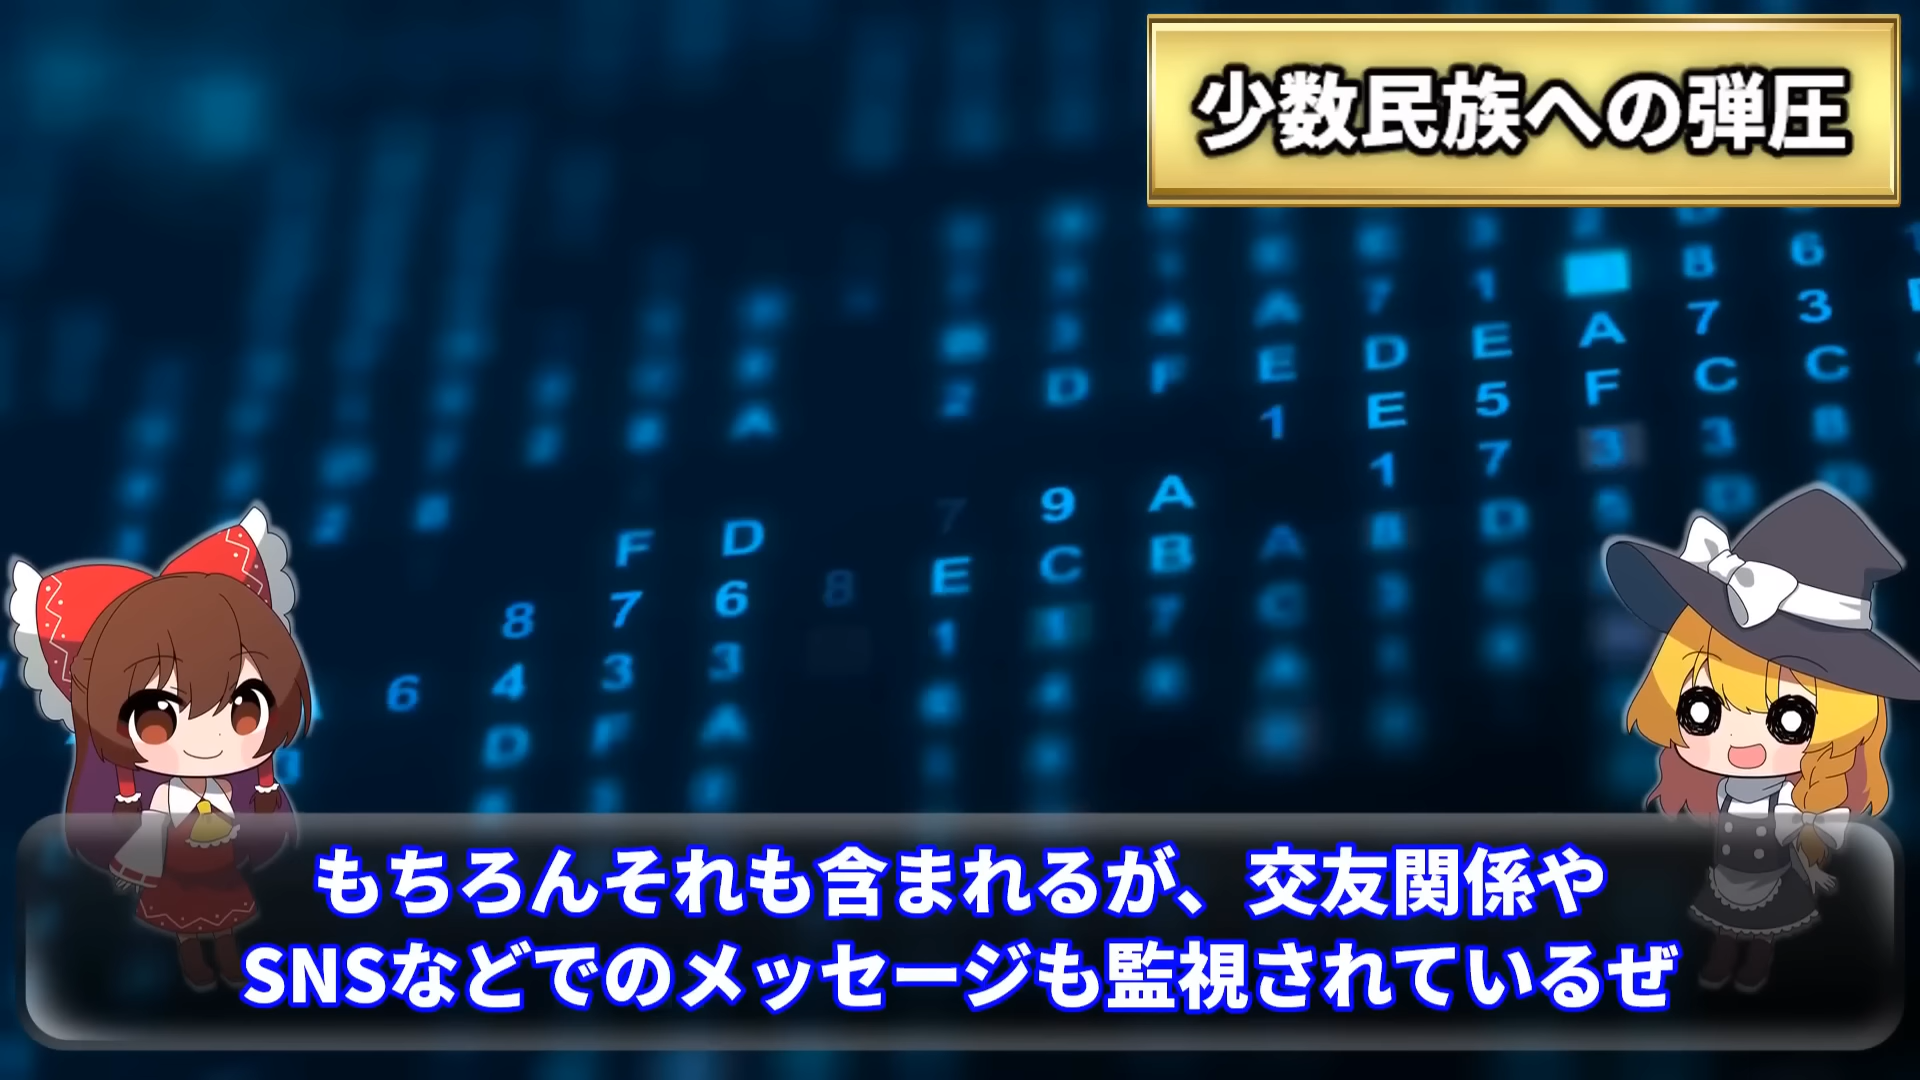 少数民族への弾圧
もちろんそれも含まれるが、交友関係や
SNSなどでのメッセージも監視されているぜ